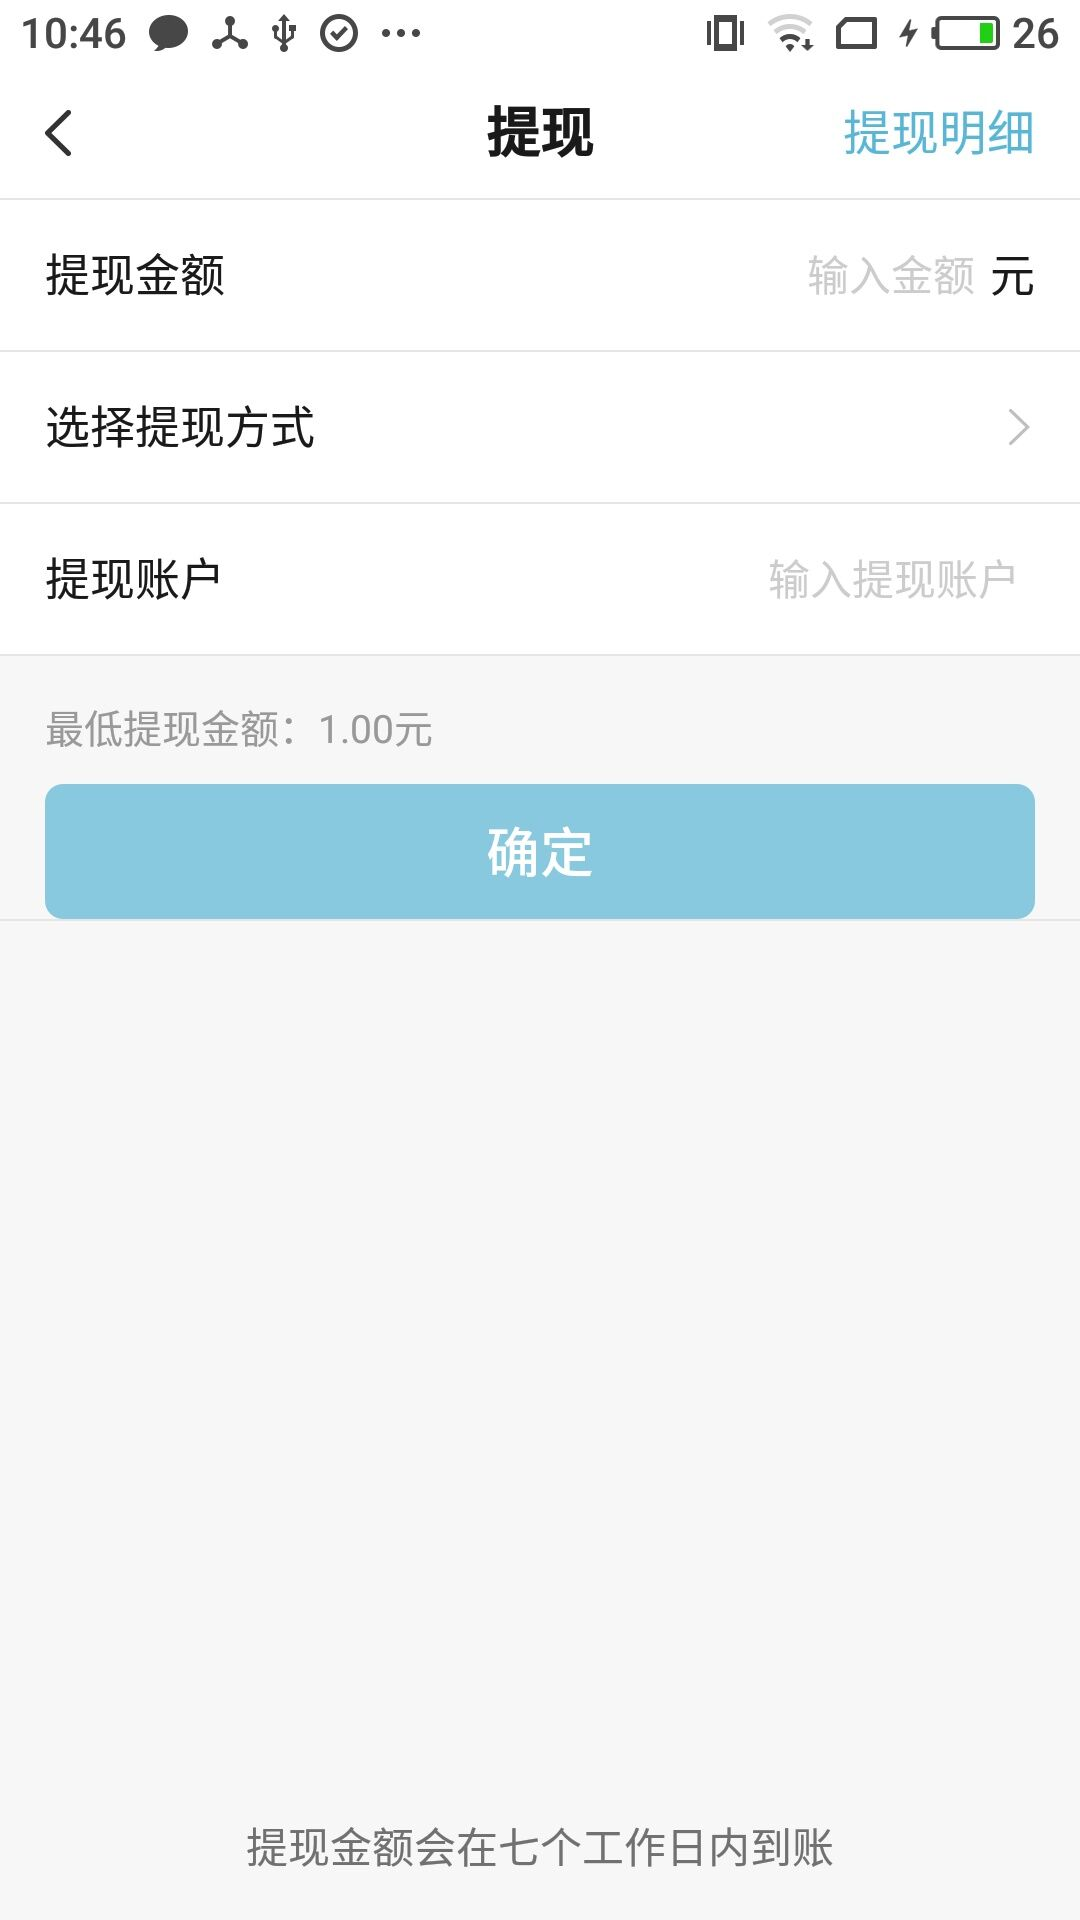 10:46 26
提现 提现明细
提现金额 输入金额 元
选择提现方式
提现账户 输入提现账户
最低提现金额：1.00元
确定
提现金额会在七个工作日内到账